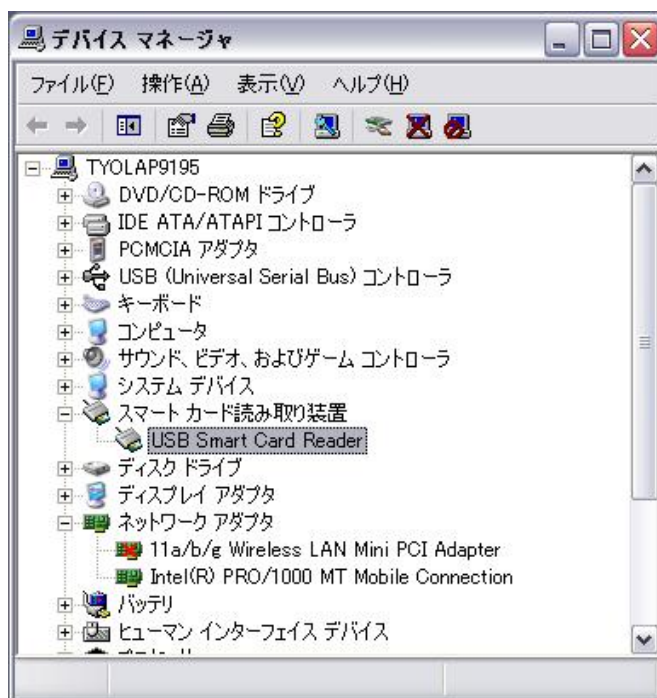 デバイス マネージャ
ファイル(F) 操作(A) 表示(V) ヘルプ(H)
TYOLAP9195
DVD/CD-ROM ドライブ
IDE ATA/ATAPI コントローラ
PCMCIA アダプタ
USB (Universal Serial Bus) コントローラ
キーボード
コンピュータ
サウンド、ビデオ、およびゲーム コントローラ
システム デバイス
スマート カード読み取り装置
USB Smart Card Reader
ディスク ドライブ
ディスプレイ アダプタ
ネットワーク アダプタ
11a/b/g Wireless LAN Mini PCI Adapter
Intel(R) PRO/1000 MT Mobile Connection
バッテリ
ヒューマン インターフェイス デバイス